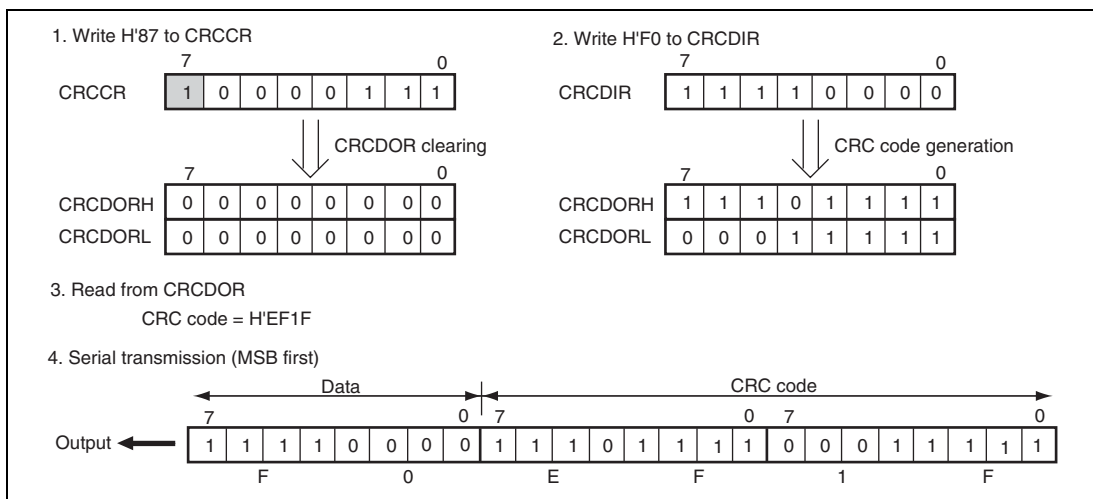 1. Write H'87 to CRCCR
7 0
CRCCR 1 0 0 0 0 1 1 1
CRCDOR clearing
7 0
CRCDORH 0 0 0 0 0 0 0 0
CRCDORL 0 0 0 0 0 0 0 0
2. Write H'F0 to CRCDIR
7 0
CRCDIR 1 1 1 1 0 0 0 0
CRC code generation
7 0
CRCDORH 1 1 1 0 1 1 1 1
CRCDORL 0 0 0 1 1 1 1 1
3. Read from CRCDOR
CRC code = H'EF1F
4. Serial transmission (MSB first)
Data CRC code
7 0 7 0 7 0
Output 1 1 1 1 0 0 0 0 1 1 1 0 1 1 1 1 0 0 0 1 1 1 1 1
F 0 E F 1 F